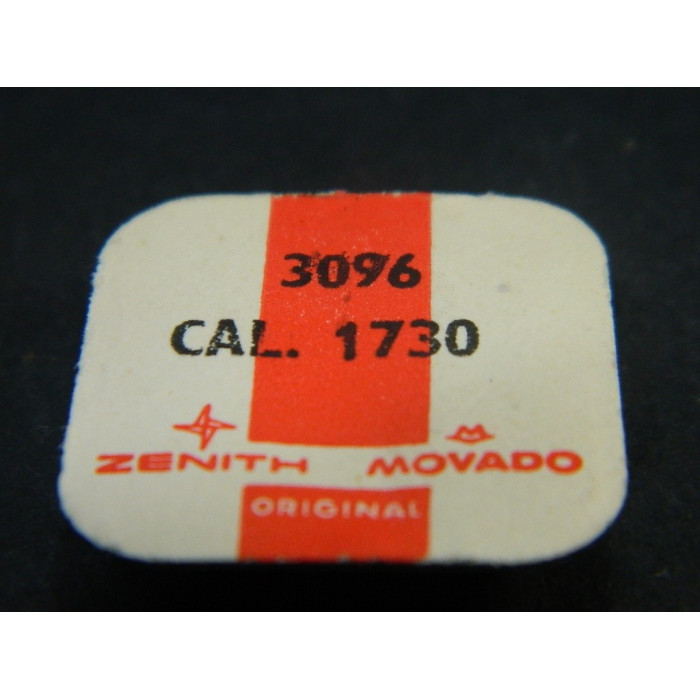 3096
CAL. 1730
ZENITH MOVADO
ORIGINAL